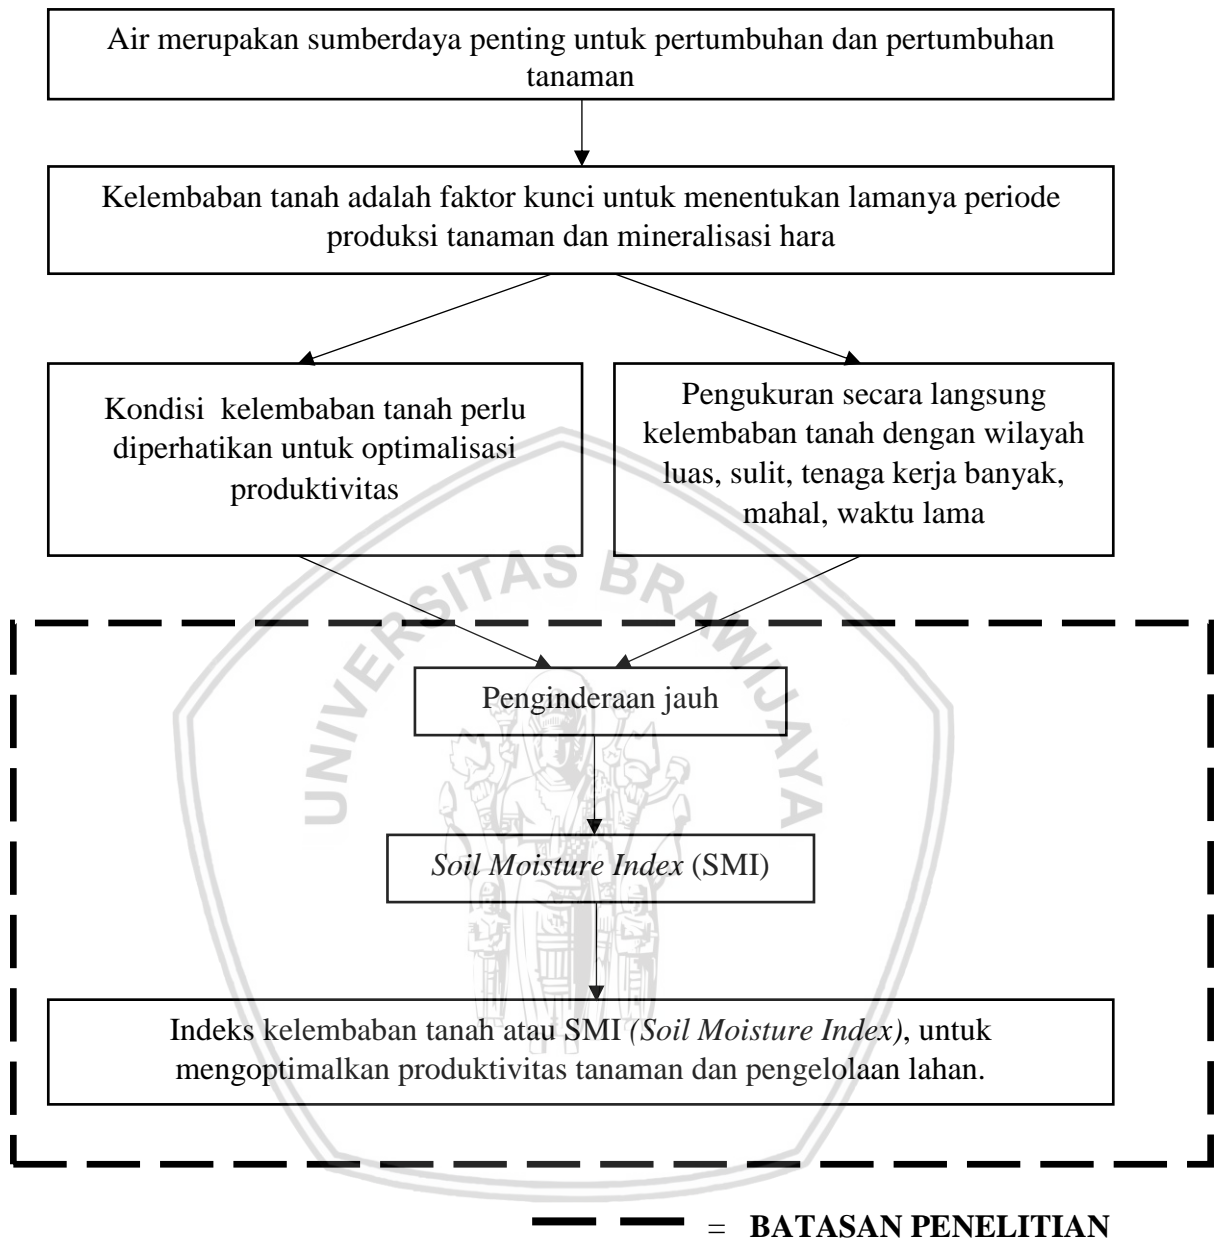 Air merupakan sumberdaya penting untuk pertumbuhan dan pertumbuhan
tanaman
Kelembaban tanah adalah faktor kunci untuk menentukan lamanya periode
produksi tanaman dan mineralisasi hara
Kondisi kelembaban tanah perlu
diperhatikan untuk optimalisasi
produktivitas
Pengukuran secara langsung
kelembaban tanah dengan wilayah
luas, sulit, tenaga kerja banyak,
mahal, waktu lama
UNIVERSITAS BRAWIJAYA
Penginderaan jauh
Soil Moisture Index (SMI)
Indeks kelembaban tanah atau SMI (Soil Moisture Index), untuk
mengoptimalkan produktivitas tanaman dan pengelolaan lahan.
= BATASAN PENELITIAN